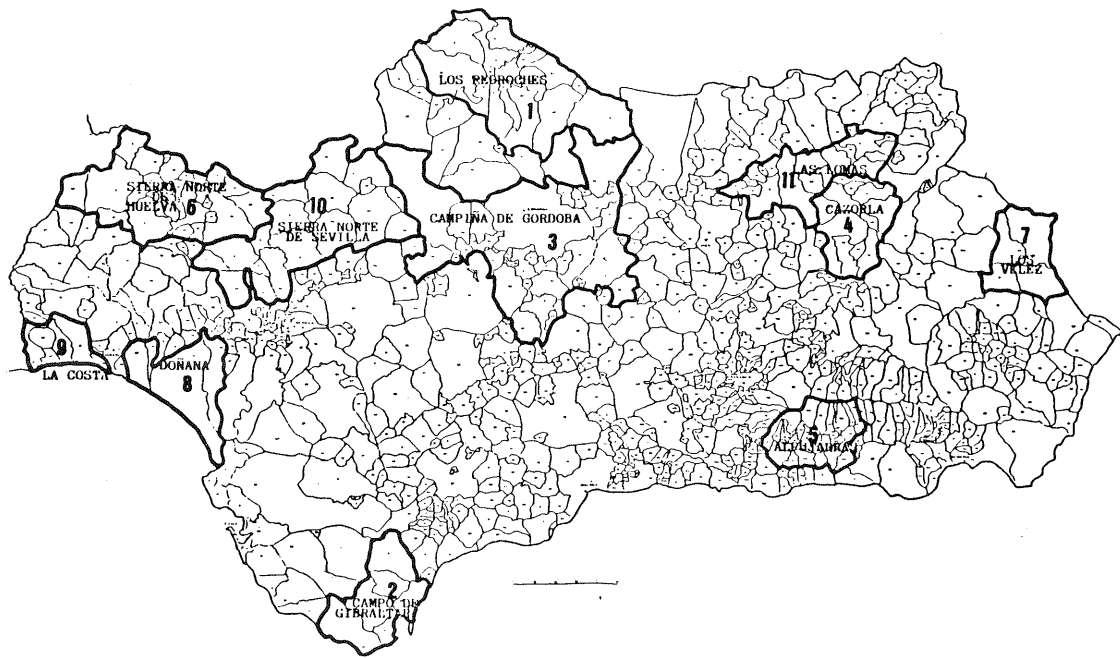 LOS PEDROCHES
1
SIERRA NORTE
DE
HUELVA
6
10
SIERRA NORTE
DE SEVILLA
CAMPIÑA DE CORDOBA
3
LAS LOMAS
11
CAZORLA
4
7
LOS
VELEZ
9
LA COSTA
DOÑANA
8
5
ALPUJARRA
2
CAMPO DE
GIBRALTAR